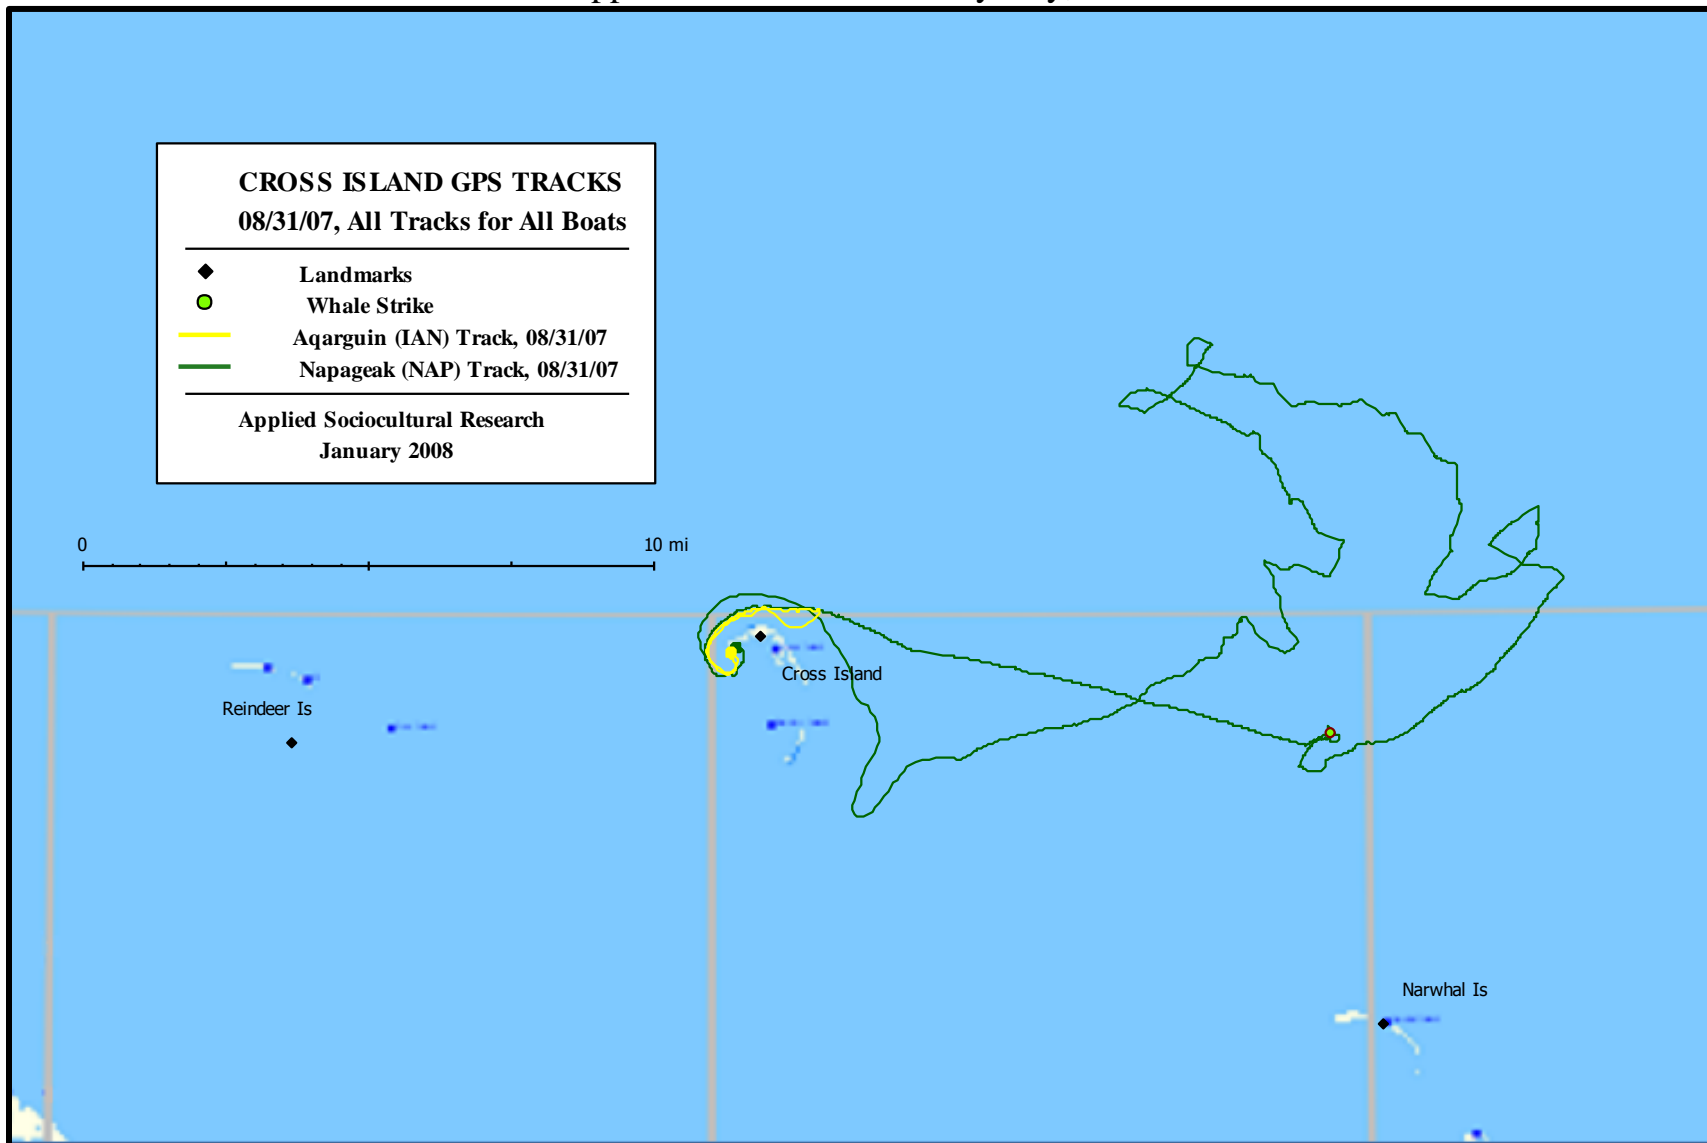 CROSS ISLAND GPS TRACKS
08/31/07, All Tracks for All Boats
Landmarks
Whale Strike
Aqarguin (IAN) Track, 08/31/07
Napageak (NAP) Track, 08/31/07
Applied Sociocultural Research
January 2008
0 10 mi
Cross Island
Reindeer Is
Narwhal Is